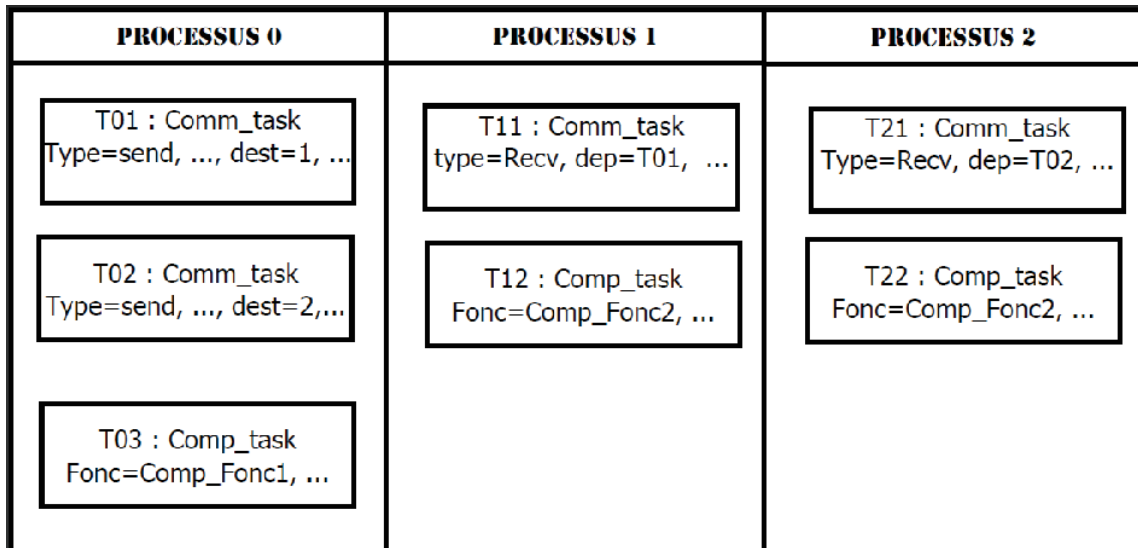 PROCESSUS 0
PROCESSUS 1
PROCESSUS 2
T01 : Comm_task
Type=send, ..., dest=1, ...
T02 : Comm_task
Type=send, ..., dest=2,...
T03 : Comp_task
Fonc=Comp_Fonc1, ...
T11 : Comm_task
type=Recv, dep=T01, ...
T12 : Comp_task
Fonc=Comp_Fonc2, ...
T21 : Comm_task
Type=Recv, dep=T02, ...
T22 : Comp_task
Fonc=Comp_Fonc2, ...